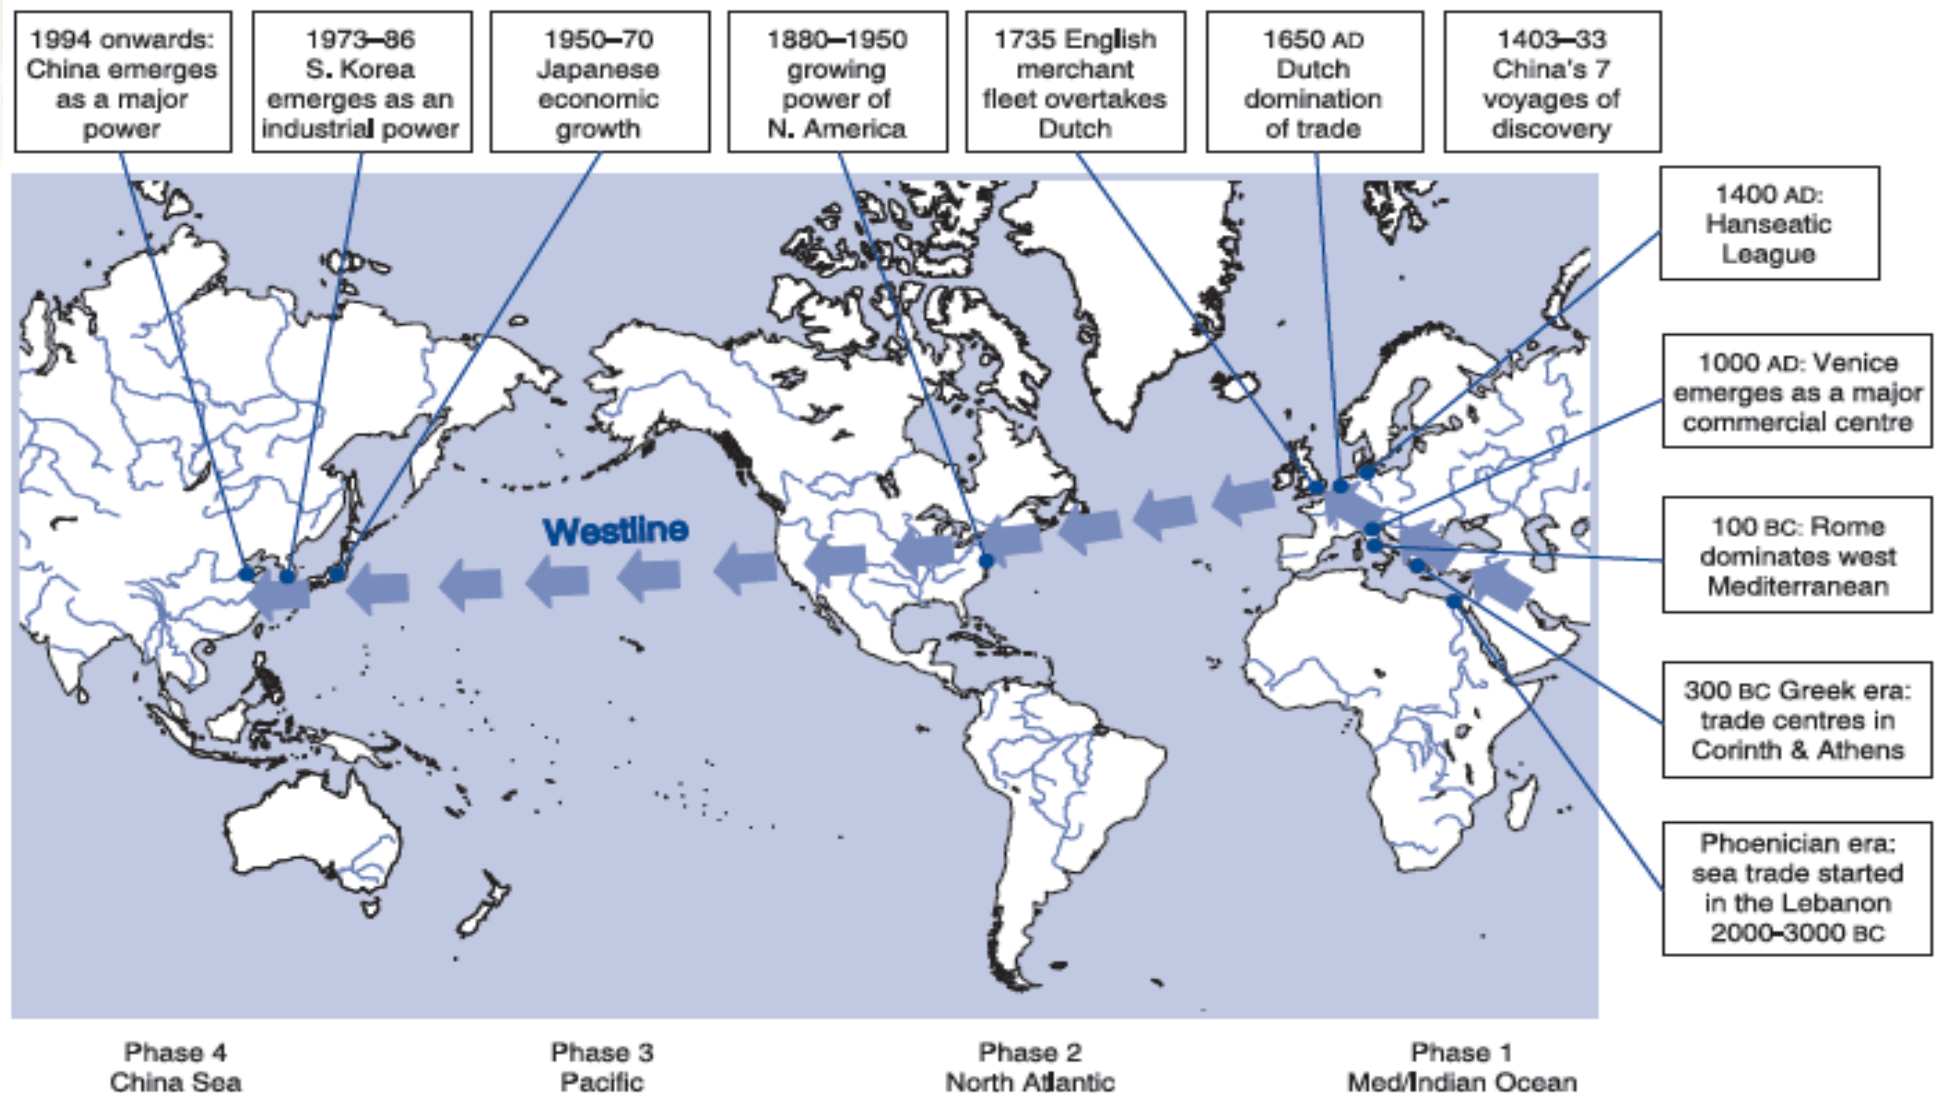 1994 onwards:
China emerges
as a major
power
1973–86
S. Korea
emerges as an
industrial power
1950–70
Japanese
economic
growth
1880–1950
growing
power of
N. America
1735 English
merchant
fleet overtakes
Dutch
1650 AD
Dutch
domination
of trade
1403–33
China's 7
voyages of
discovery
1400 AD:
Hanseatic
League
1000 AD: Venice
emerges as a major
commercial centre
100 BC: Rome
dominates west
Mediterranean
300 BC Greek era:
trade centres in
Corinth & Athens
Phoenician era:
sea trade started
in the Lebanon
2000–3000 BC
Westline
Phase 4
China Sea
Phase 3
Pacific
Phase 2
North Atlantic
Phase 1
Med/Indian Ocean